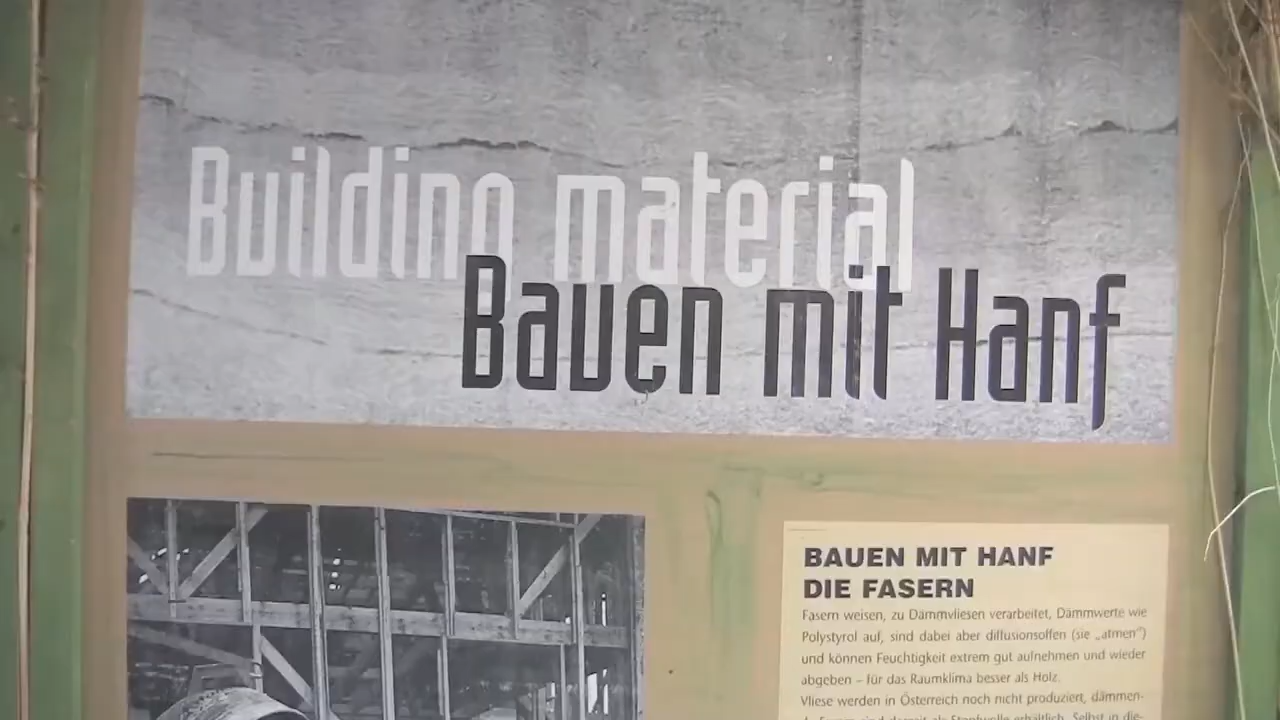 Building material
Bauen mit Hanf
BAUEN MIT HANF
DIE FASERN
Fasern weisen, zu Dämmvliesen verarbeitet, Dämmwerte wie
Polystyrol auf, sind dabei aber diffusionsoffen (sie „atmen")
und können Feuchtigkeit extrem gut aufnehmen und wieder
abgeben – für das Raumklima besser als Holz.
Vliese werden in Österreich noch nicht produziert, dämmen-